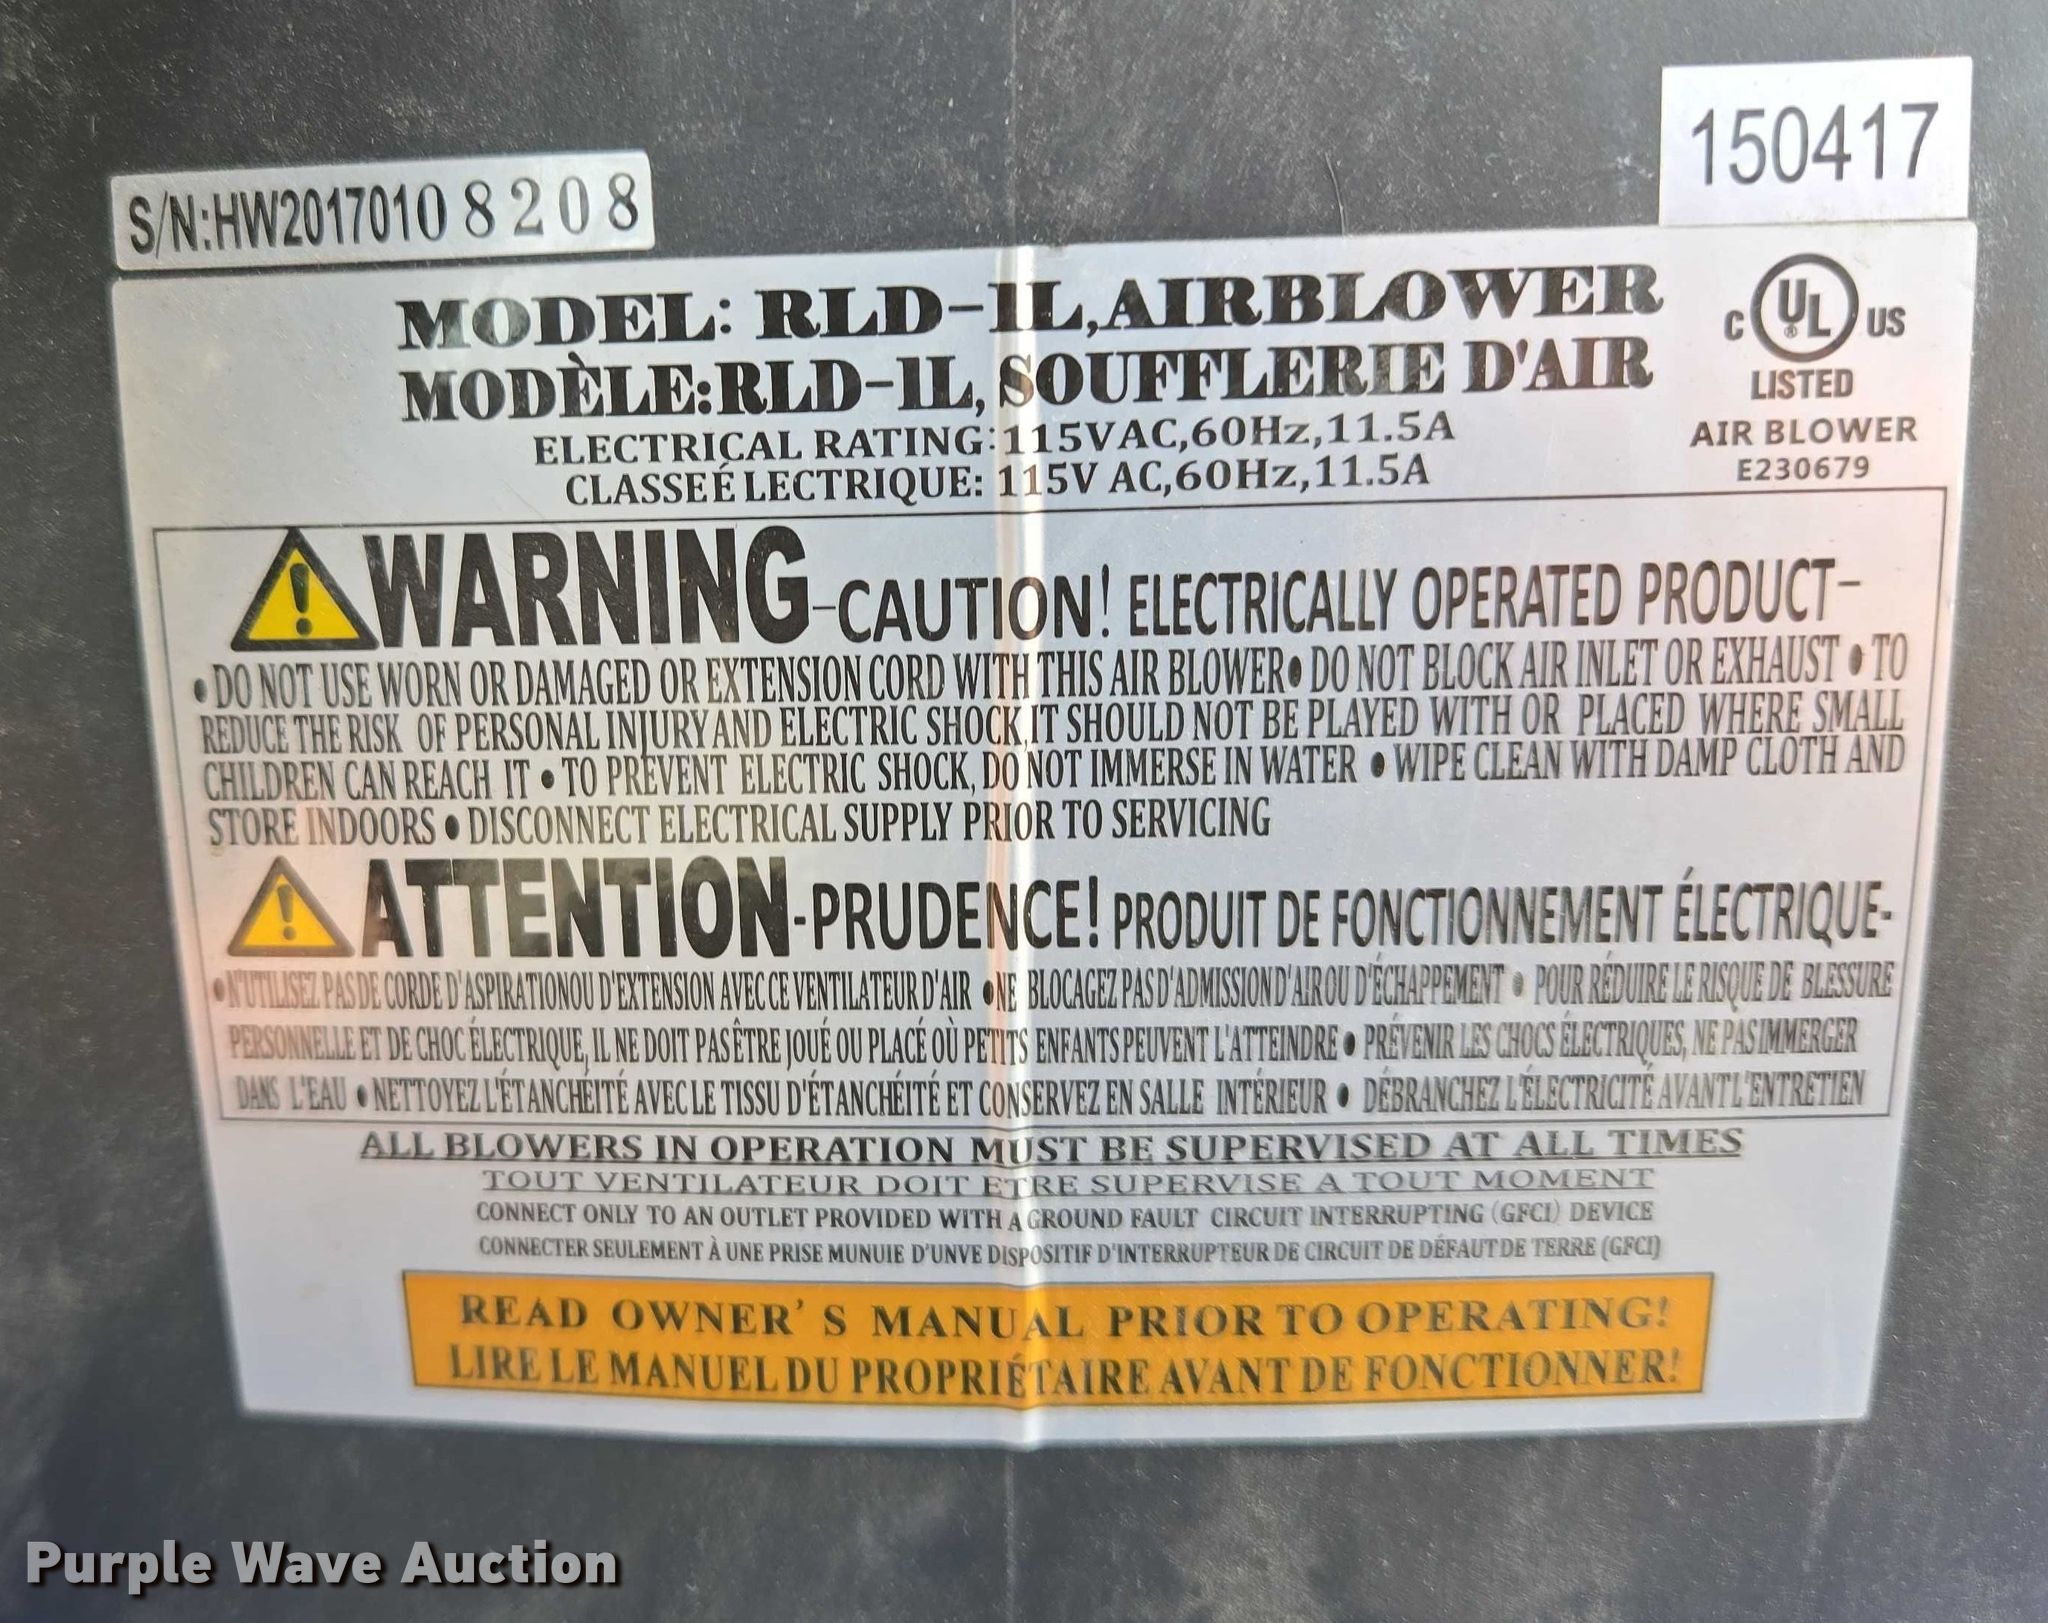 150417
S/N:HW20170108208
MODEL: RLD-1L,AIRBLOWER
MODÈLE:RLD-1L, SOUFFLERIE D'AIR
ELECTRICAL RATING:115VAC,60Hz,11.5A
CLASSEÉ LECTRIQUE: 115V AC,60Hz,11.5A
C UL ® US
LISTED
AIR BLOWER
E230679
WARNING-CAUTION! ELECTRICALLY OPERATED PRODUCT-
•DO NOT USE WORN OR DAMAGED OR EXTENSION CORD WITH THIS AIR BLOWER• DO NOT BLOCK AIR INLET OR EXHAUST • TO
REDUCE THE RISK OF PERSONAL INJURY AND ELECTRIC SHOCK,IT SHOULD NOT BE PLAYED WITH OR PLACED WHERE SMALL
CHILDREN CAN REACH IT • TO PREVENT ELECTRIC SHOCK, DO NOT IMMERSE IN WATER • WIPE CLEAN WITH DAMP CLOTH AND
STORE INDOORS • DISCONNECT ELECTRICAL SUPPLY PRIOR TO SERVICING
ATTENTION-PRUDENCE! PRODUIT DE FONCTIONNEMENT ÉLECTRIQUE-
•N'UTILISEZ PAS DE CORDE D'ASPIRATIONOU D'EXTENSION AVEC CE VENTILATEUR D'AIR •NE BLOCAGEZ PAS D'ADMISSION D'AIROU D'ÉCHAPPEMENT • POUR RÉDUIRE LE RISQUE DE BLESSURE
PERSONNELLE ET DE CHOC ÉLECTRIQUE, IL NE DOIT PAS ÊTRE JOUÉ OU PLACÉ OÙ PETITS ENFANTS PEUVENT L'ATTEINDRE • PRÉVENIR LES CHOCS ÉLECTRIQUES, NE PAS IMMERGER
DANS L'EAU • NETTOYEZ L'ÉTANCHÉITÉ AVEC LE TISSU D'ÉTANCHÉITÉ ET CONSERVEZ EN SALLE INTÉRIEUR • DÉBRANCHEZ L'ÉLECTRICITÉ AVANT L'ENTRETIEN
ALL BLOWERS IN OPERATION MUST BE SUPERVISED AT ALL TIMES
TOUT VENTILATEUR DOIT ETRE SUPERVISE A TOUT MOMENT
CONNECT ONLY TO AN OUTLET PROVIDED WITH A GROUND FAULT CIRCUIT INTERRUPTING (GFCI) DEVICE
CONNECTER SEULEMENT À UNE PRISE MUNUIE D'UNVE DISPOSITIF D'INTERRUPTEUR DE CIRCUIT DE DÉFAUT DE TERRE (GFCI)
READ OWNER'S MANUAL PRIOR TO OPERATING!
LIRE LE MANUEL DU PROPRIÉTAIRE AVANT DE FONCTIONNER!
Purple Wave Auction